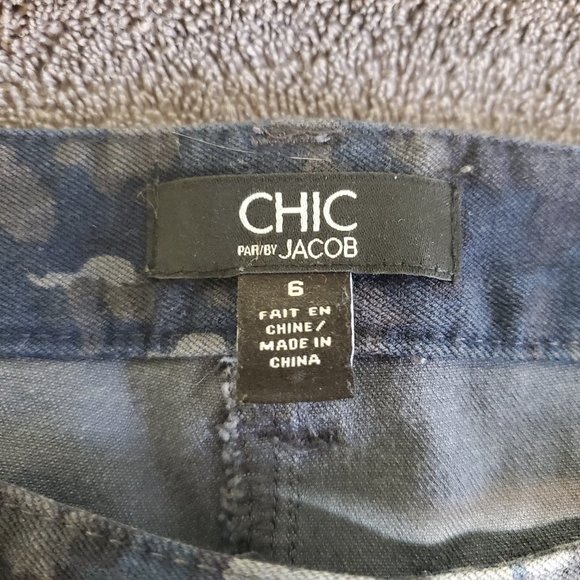 CHIC
PAR/BY JACOB
6
FAIT EN
CHINE/
MADE IN
CHINA